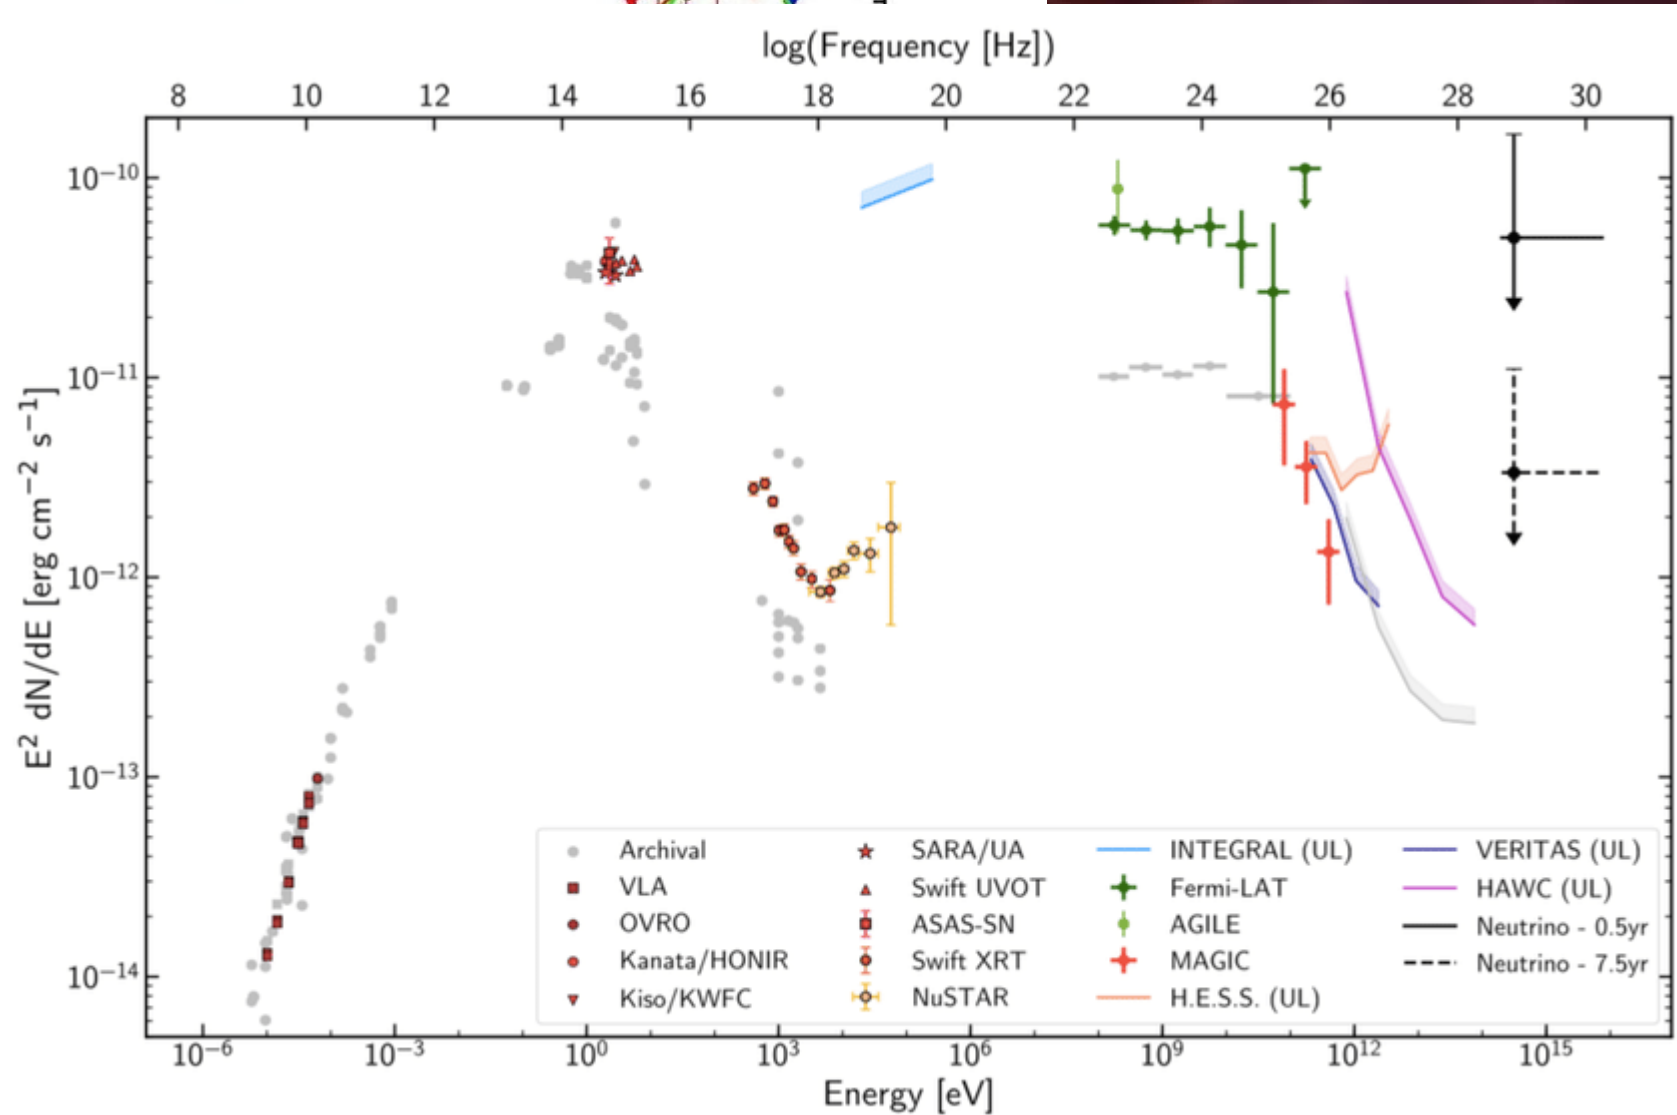 log(Frequency [Hz])
8 10 12 14 16 18 20 22 24 26 28 30
10⁻¹⁰
10⁻¹¹
10⁻¹²
10⁻¹³
10⁻¹⁴
E² dN/dE [erg cm⁻² s⁻¹]
Archival
VLA
OVRO
Kanata/HONIR
Kiso/KWFC
SARA/UA
Swift UVOT
ASAS-SN
Swift XRT
NuSTAR
INTEGRAL (UL)
Fermi-LAT
AGILE
MAGIC
H.E.S.S. (UL)
VERITAS (UL)
HAWC (UL)
Neutrino - 0.5yr
Neutrino - 7.5yr
10⁻⁶ 10⁻³ 10⁰ 10³ 10⁶ 10⁹ 10¹² 10¹⁵
Energy [eV]